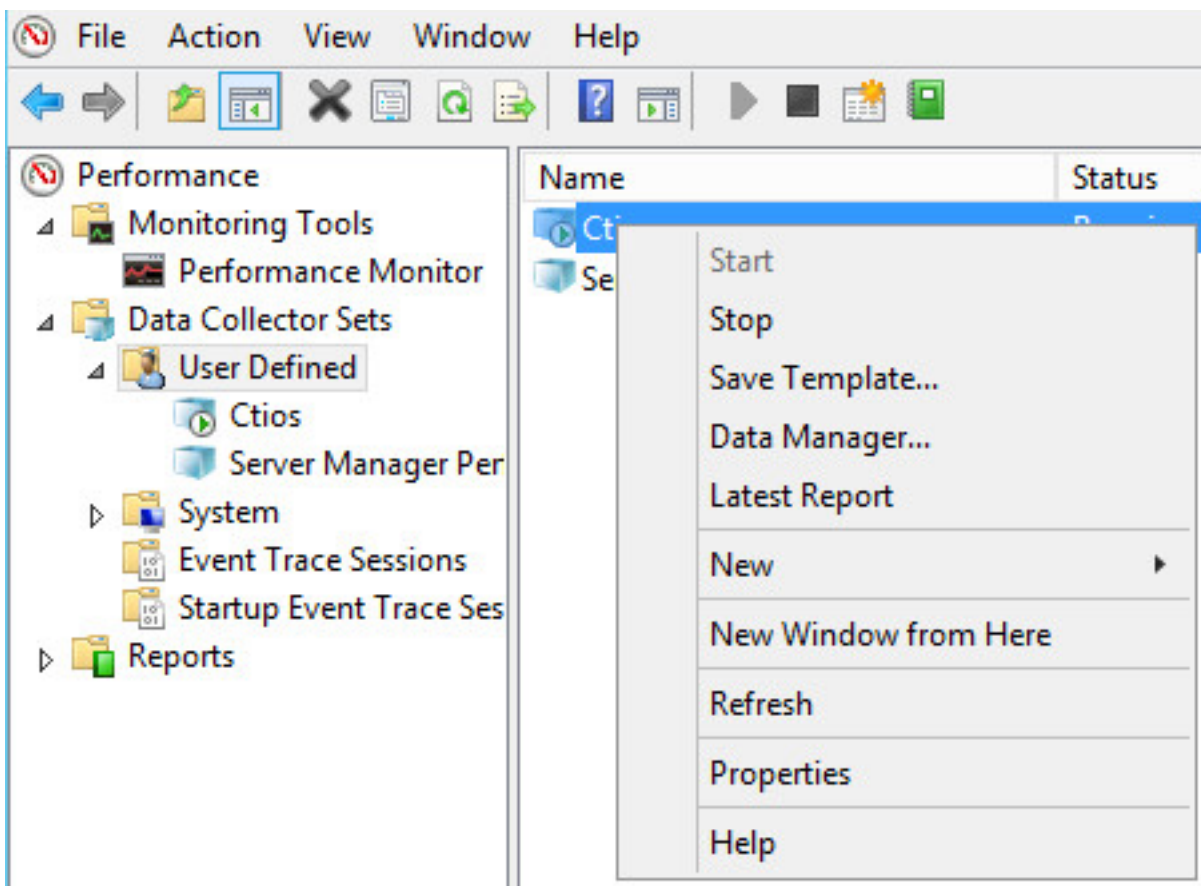 File Action View Window Help
Performance
Monitoring Tools
Performance Monitor
Data Collector Sets
User Defined
Ctios
Server Manager Per
System
Event Trace Sessions
Startup Event Trace Ses
Reports
Name Status
Start
Stop
Save Template...
Data Manager...
Latest Report
New
New Window from Here
Refresh
Properties
Help